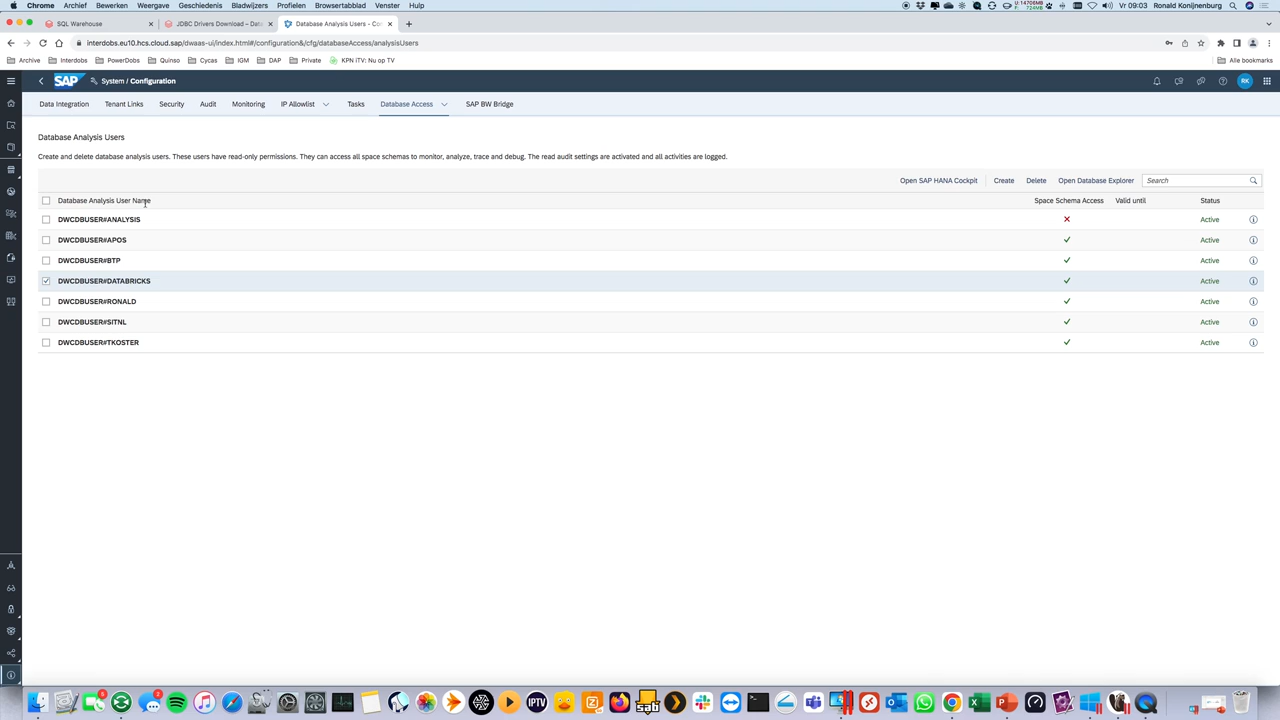 Chrome Archief Bewerken Weergave Geschiedenis Bladwijzers Profielen Browsertabblad Venster Help Vr 09:03 Ronald Konijnenburg
SQL Warehouse JDBC Drivers Download – Data Database Analysis Users - Co
interdobs.eu10.hcs.cloud.sap/dwaas-ui/index.html#/configuration&/cfg/databaseAccess/analysisUsers
Archive Interdobs PowerDobs Quinso Cycas IGM DAP Private KPN iTV: Nu op TV Alle bookmarks
SAP System / Configuration RK
Data Integration Tenant Links Security Audit Monitoring IP Allowlist Tasks Database Access SAP BW Bridge
Database Analysis Users
Create and delete database analysis users. These users have read-only permissions. They can access all space schemas to monitor, analyze, trace and debug. The read audit settings are activated and all activities are logged.
Open SAP HANA Cockpit Create Delete Open Database Explorer Search
Database Analysis User Name Space Schema Access Valid until Status
DWCDBUSER#ANALYSIS Active
DWCDBUSER#APOS Active
DWCDBUSER#BTP Active
DWCDBUSER#DATABRICKS Active
DWCDBUSER#RONALD Active
DWCDBUSER#SITNL Active
DWCDBUSER#TKOSTER Active
IPTV sab